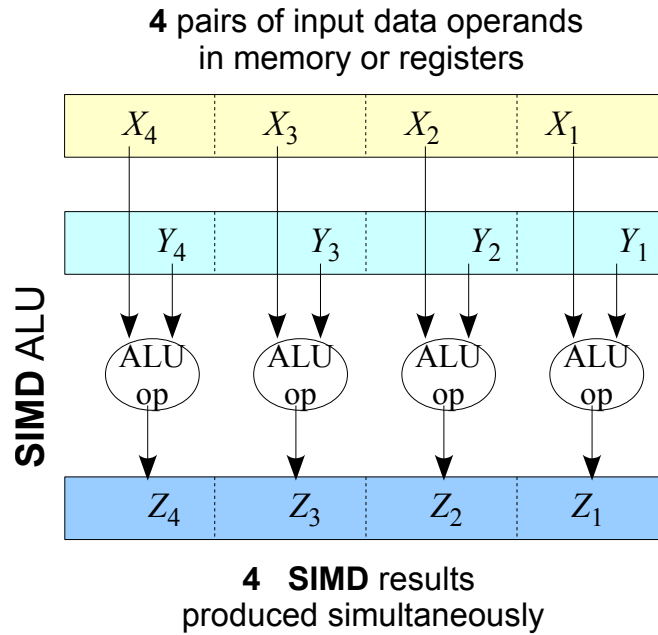 4 pairs of input data operands
in memory or registers
X4 X3 X2 X1
Y4 Y3 Y2 Y1
SIMD ALU
ALU op ALU op ALU op ALU op
Z4 Z3 Z2 Z1
4 SIMD results
produced simultaneously